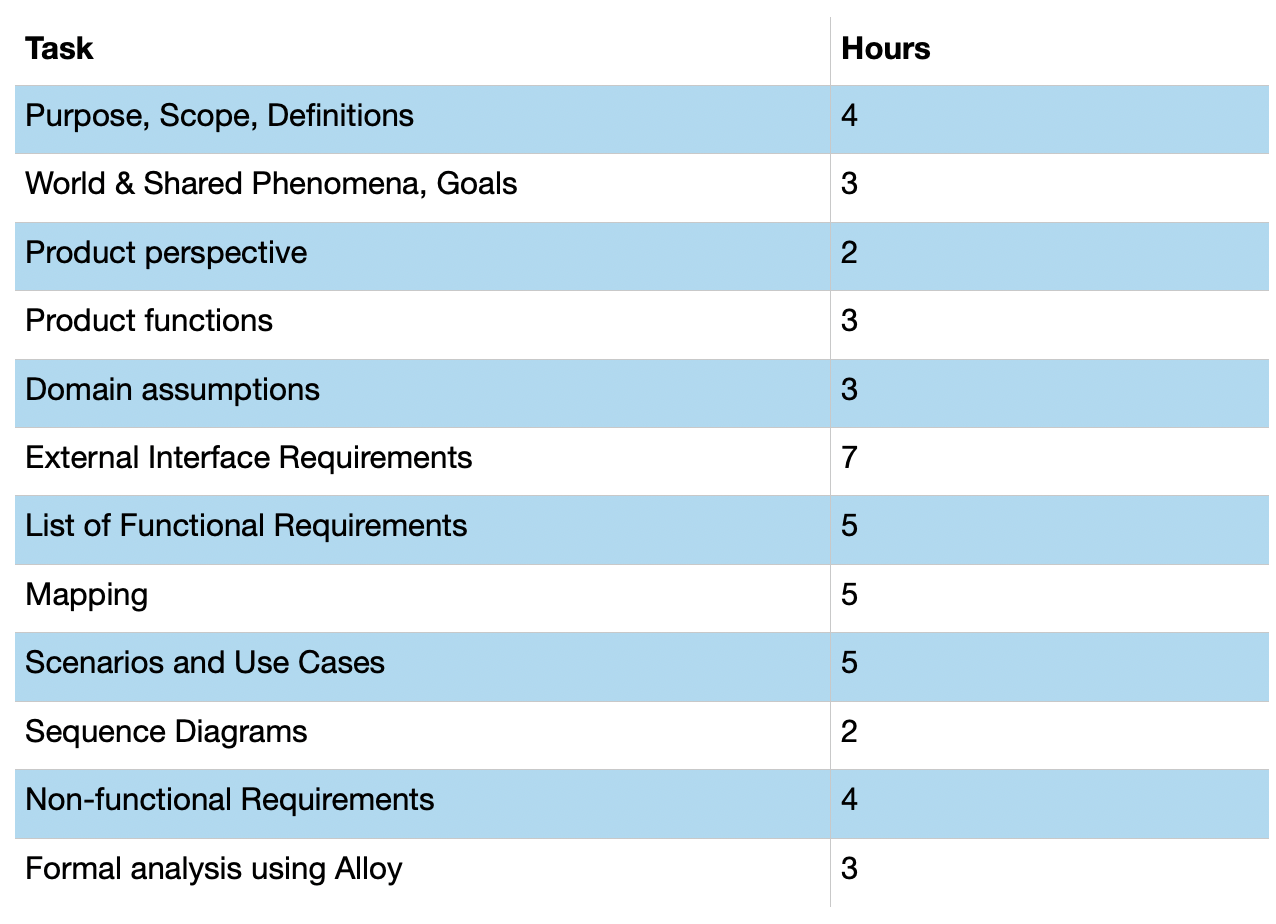 Task Hours
Purpose, Scope, Definitions 4
World & Shared Phenomena, Goals 3
Product perspective 2
Product functions 3
Domain assumptions 3
External Interface Requirements 7
List of Functional Requirements 5
Mapping 5
Scenarios and Use Cases 5
Sequence Diagrams 2
Non-functional Requirements 4
Formal analysis using Alloy 3